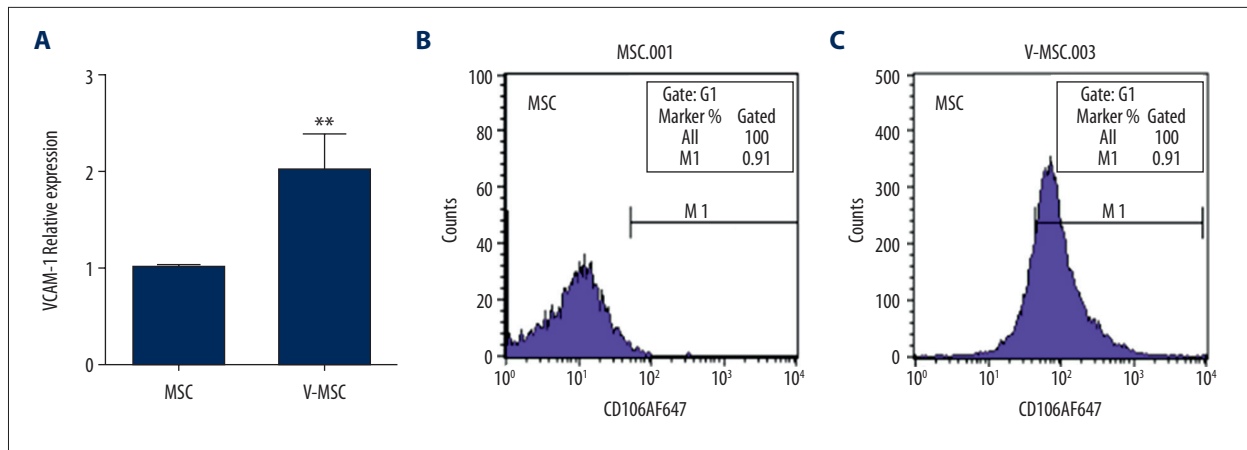 A
VCAM-1 Relative expression
3
2
1
0
**
MSC
V-MSC
B
MSC.001
Counts
100
80
60
40
20
0
MSC
Gate: G1
Marker % Gated
All 100
M1 0.91
M 1
10⁰ 10¹ 10² 10³ 10⁴
CD106AF647
C
V-MSC.003
Counts
500
400
300
200
100
0
MSC
Gate: G1
Marker % Gated
All 100
M1 0.91
M 1
10⁰ 10¹ 10² 10³ 10⁴
CD106AF647